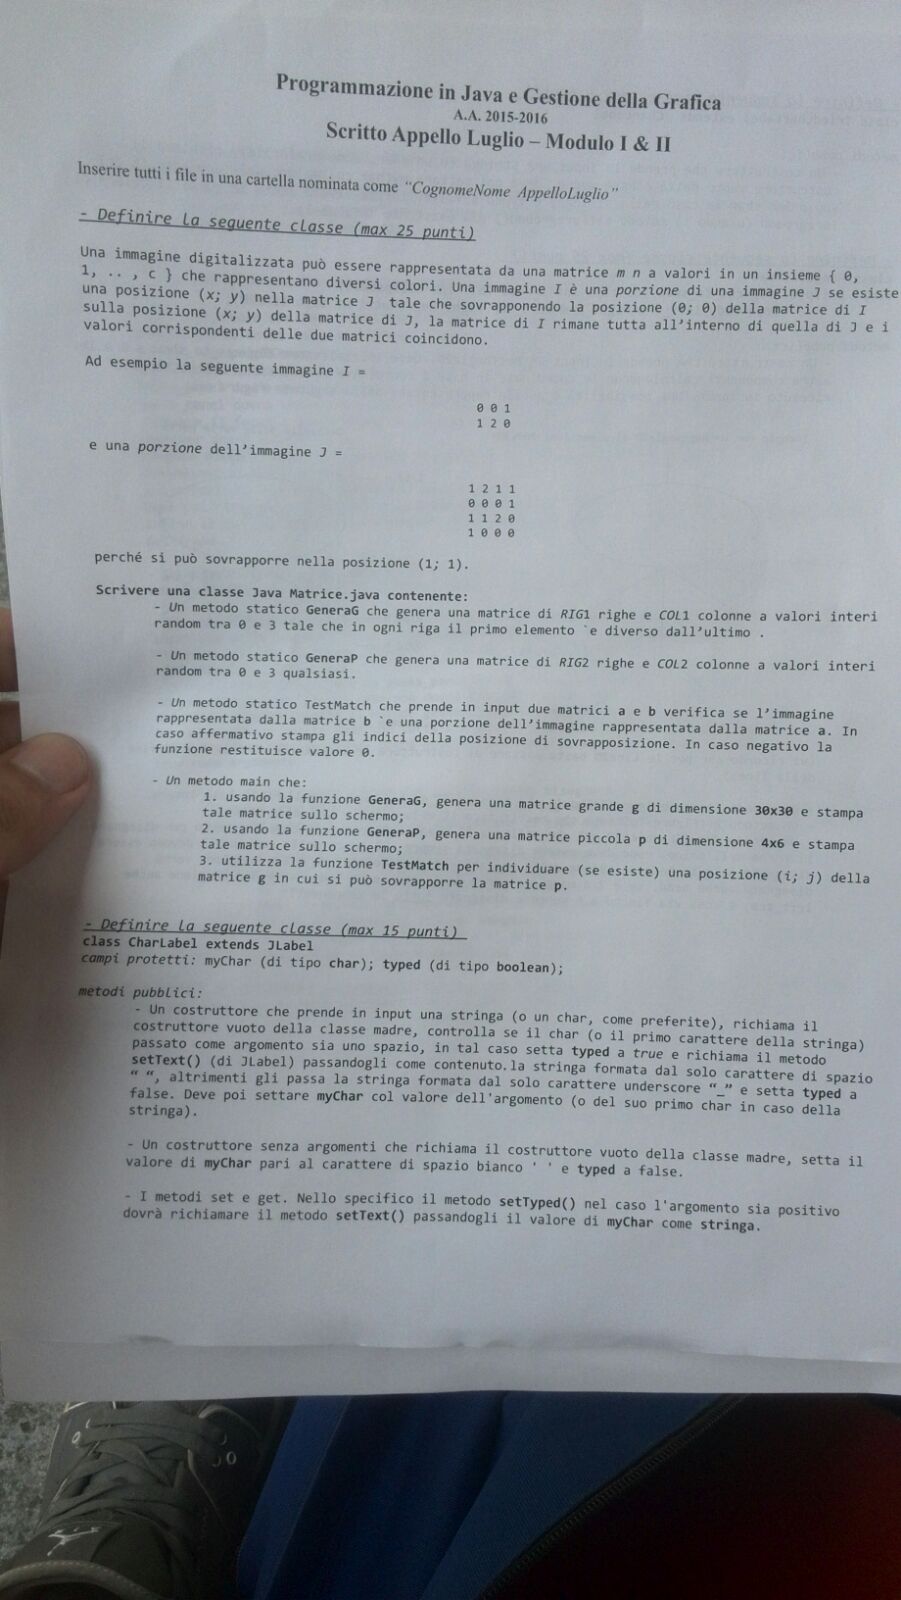 Programmazione in Java e Gestione della Grafica
A.A. 2015-2016
Scritto Appello Luglio – Modulo I & II
Inserire tutti i file in una cartella nominata come “CognomeNome AppelloLuglio”
- Definire la seguente classe (max 25 punti)
Una immagine digitalizzata può essere rappresentata da una matrice m n a valori in un insieme { 0,
1, .. , c } che rappresentano diversi colori. Una immagine I è una porzione di una immagine J se esiste
una posizione (x; y) nella matrice J tale che sovrapponendo la posizione (0; 0) della matrice di I
sulla posizione (x; y) della matrice di J, la matrice di I rimane tutta all’interno di quella di J e i
valori corrispondenti delle due matrici coincidono.
Ad esempio la seguente immagine I =
0 0 1
1 2 0
e una porzione dell’immagine J =
1 2 1 1
0 0 0 1
1 1 2 0
1 0 0 0
perché si può sovrapporre nella posizione (1; 1).
Scrivere una classe Java Matrice.java contenente:
- Un metodo statico GeneraG che genera una matrice di RIG1 righe e COL1 colonne a valori interi
random tra 0 e 3 tale che in ogni riga il primo elemento `e diverso dall’ultimo .
- Un metodo statico GeneraP che genera una matrice di RIG2 righe e COL2 colonne a valori interi
random tra 0 e 3 qualsiasi.
- Un metodo statico TestMatch che prende in input due matrici a e b verifica se l’immagine
rappresentata dalla matrice b `e una porzione dell’immagine rappresentata dalla matrice a. In
caso affermativo stampa gli indici della posizione di sovrapposizione. In caso negativo la
funzione restituisce valore 0.
- Un metodo main che:
1. usando la funzione GeneraG, genera una matrice grande g di dimensione 30x30 e stampa
tale matrice sullo schermo;
2. usando la funzione GeneraP, genera una matrice piccola p di dimensione 4x6 e stampa
tale matrice sullo schermo;
3. utilizza la funzione TestMatch per individuare (se esiste) una posizione (i; j) della
matrice g in cui si può sovrapporre la matrice p.
- Definire la seguente classe (max 15 punti)
class CharLabel extends JLabel
campi protetti: myChar (di tipo char); typed (di tipo boolean);
metodi pubblici:
- Un costruttore che prende in input una stringa (o un char, come preferite), richiama il
costruttore vuoto della classe madre, controlla se il char (o il primo carattere della stringa)
passato come argomento sia uno spazio, in tal caso setta typed a true e richiama il metodo
setText() (di JLabel) passandogli come contenuto.la stringa formata dal solo carattere di spazio
“ “, altrimenti gli passa la stringa formata dal solo carattere underscore “_” e setta typed a
false. Deve poi settare myChar col valore dell'argomento (o del suo primo char in caso della
stringa).
- Un costruttore senza argomenti che richiama il costruttore vuoto della classe madre, setta il
valore di myChar pari al carattere di spazio bianco ' ' e typed a false.
- I metodi set e get. Nello specifico il metodo setTyped() nel caso l'argomento sia positivo
dovrà richiamare il metodo setText() passandogli il valore di myChar come stringa.